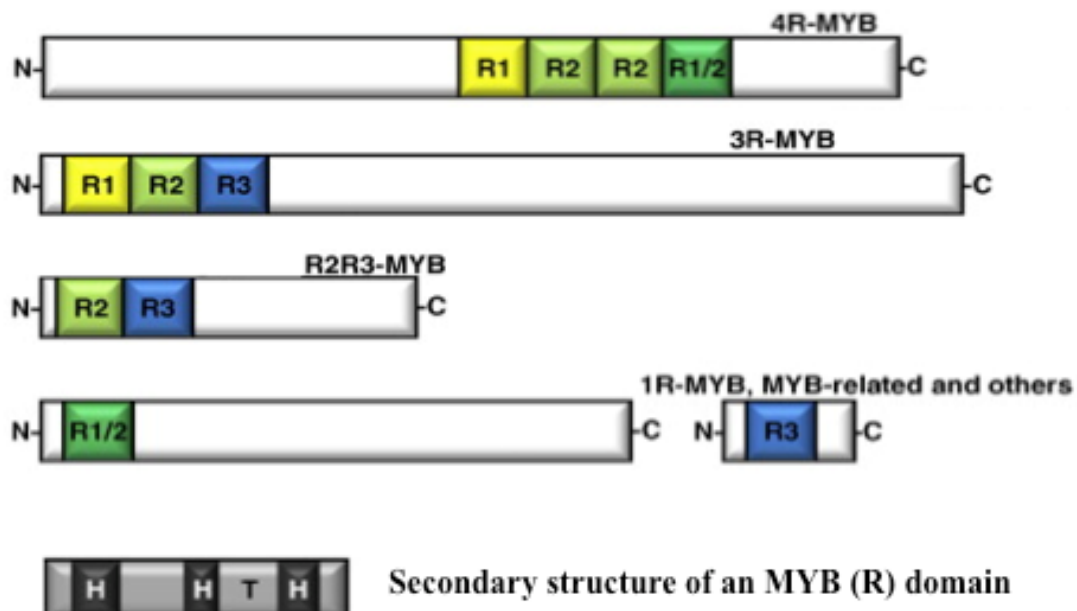 4R-MYB
N- R1 R2 R2 R1/2 -C
3R-MYB
N- R1 R2 R3 -C
R2R3-MYB
N- R2 R3 -C
1R-MYB, MYB-related and others
N- R1/2 -C N- R3 -C
H H T H Secondary structure of an MYB (R) domain